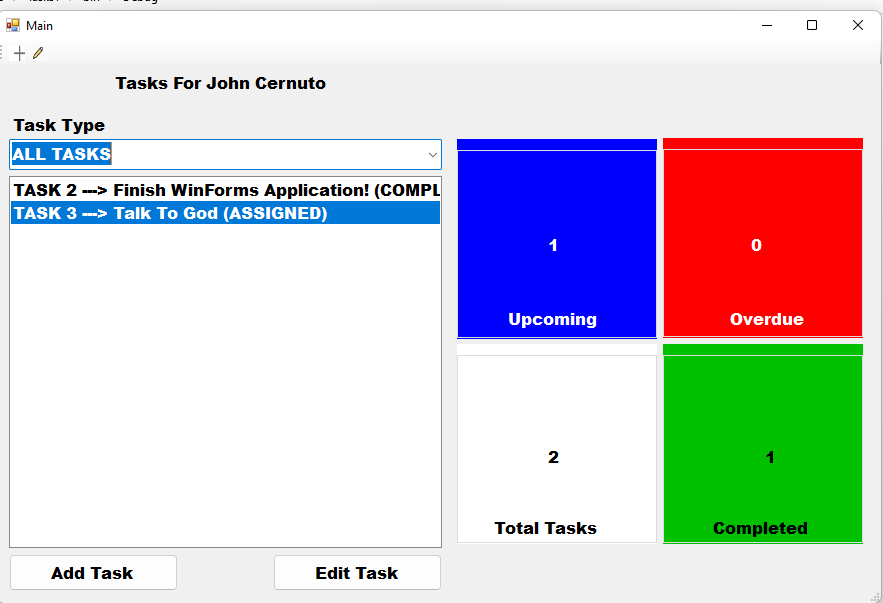 Main
Tasks For John Cernuto
Task Type
ALL TASKS
TASK 2 ---> Finish WinForms Application! (COMPL
TASK 3 ---> Talk To God (ASSIGNED)
1
Upcoming
0
Overdue
2
Total Tasks
1
Completed
Add Task
Edit Task